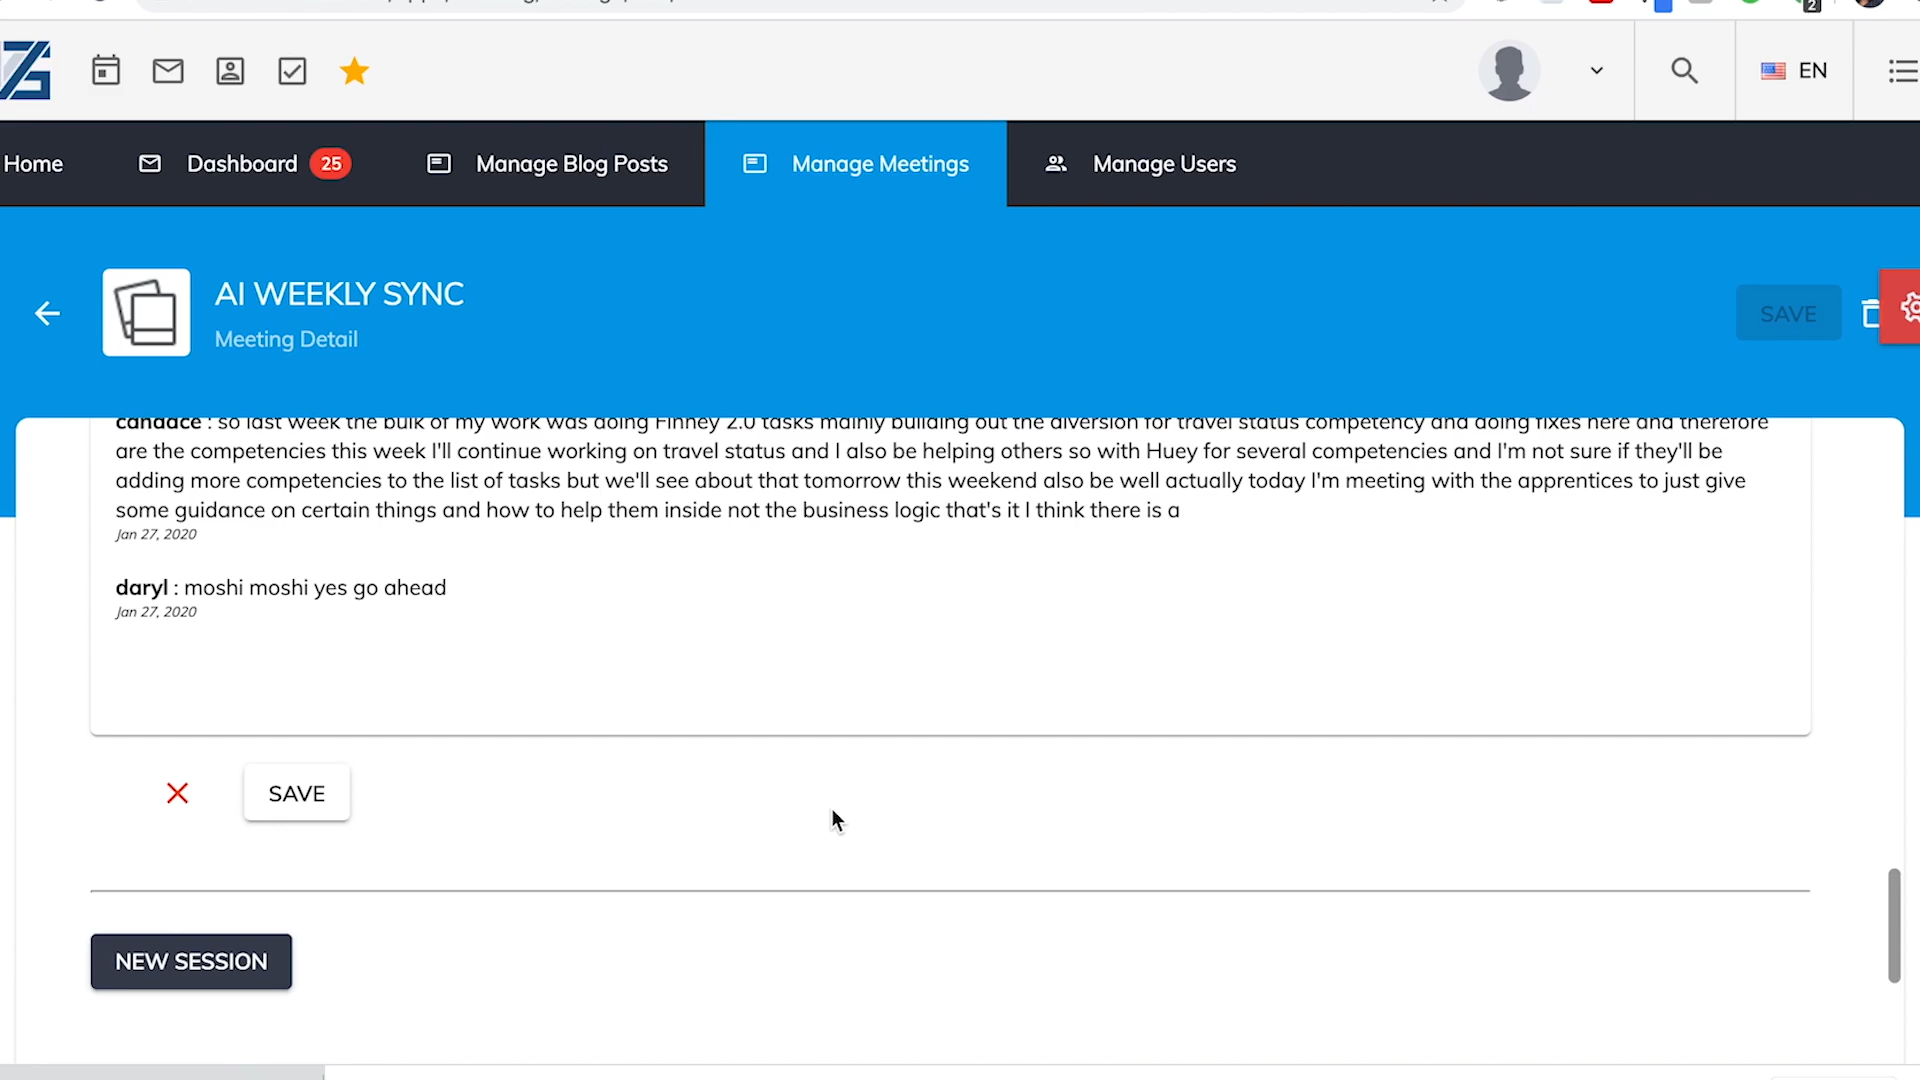 2
EN
Home
Dashboard 25
Manage Blog Posts
Manage Meetings
Manage Users
AI WEEKLY SYNC
Meeting Detail
SAVE
candace : so last week the bulk of my work was doing Finney 2.0 tasks mainly building out the diversion for travel status competency and doing fixes here and therefore
are the competencies this week I'll continue working on travel status and I also be helping others so with Huey for several competencies and I'm not sure if they'll be
adding more competencies to the list of tasks but we'll see about that tomorrow this weekend also be well actually today I'm meeting with the apprentices to just give
some guidance on certain things and how to help them inside not the business logic that's it I think there is a
Jan 27, 2020
daryl : moshi moshi yes go ahead
Jan 27, 2020
SAVE
NEW SESSION